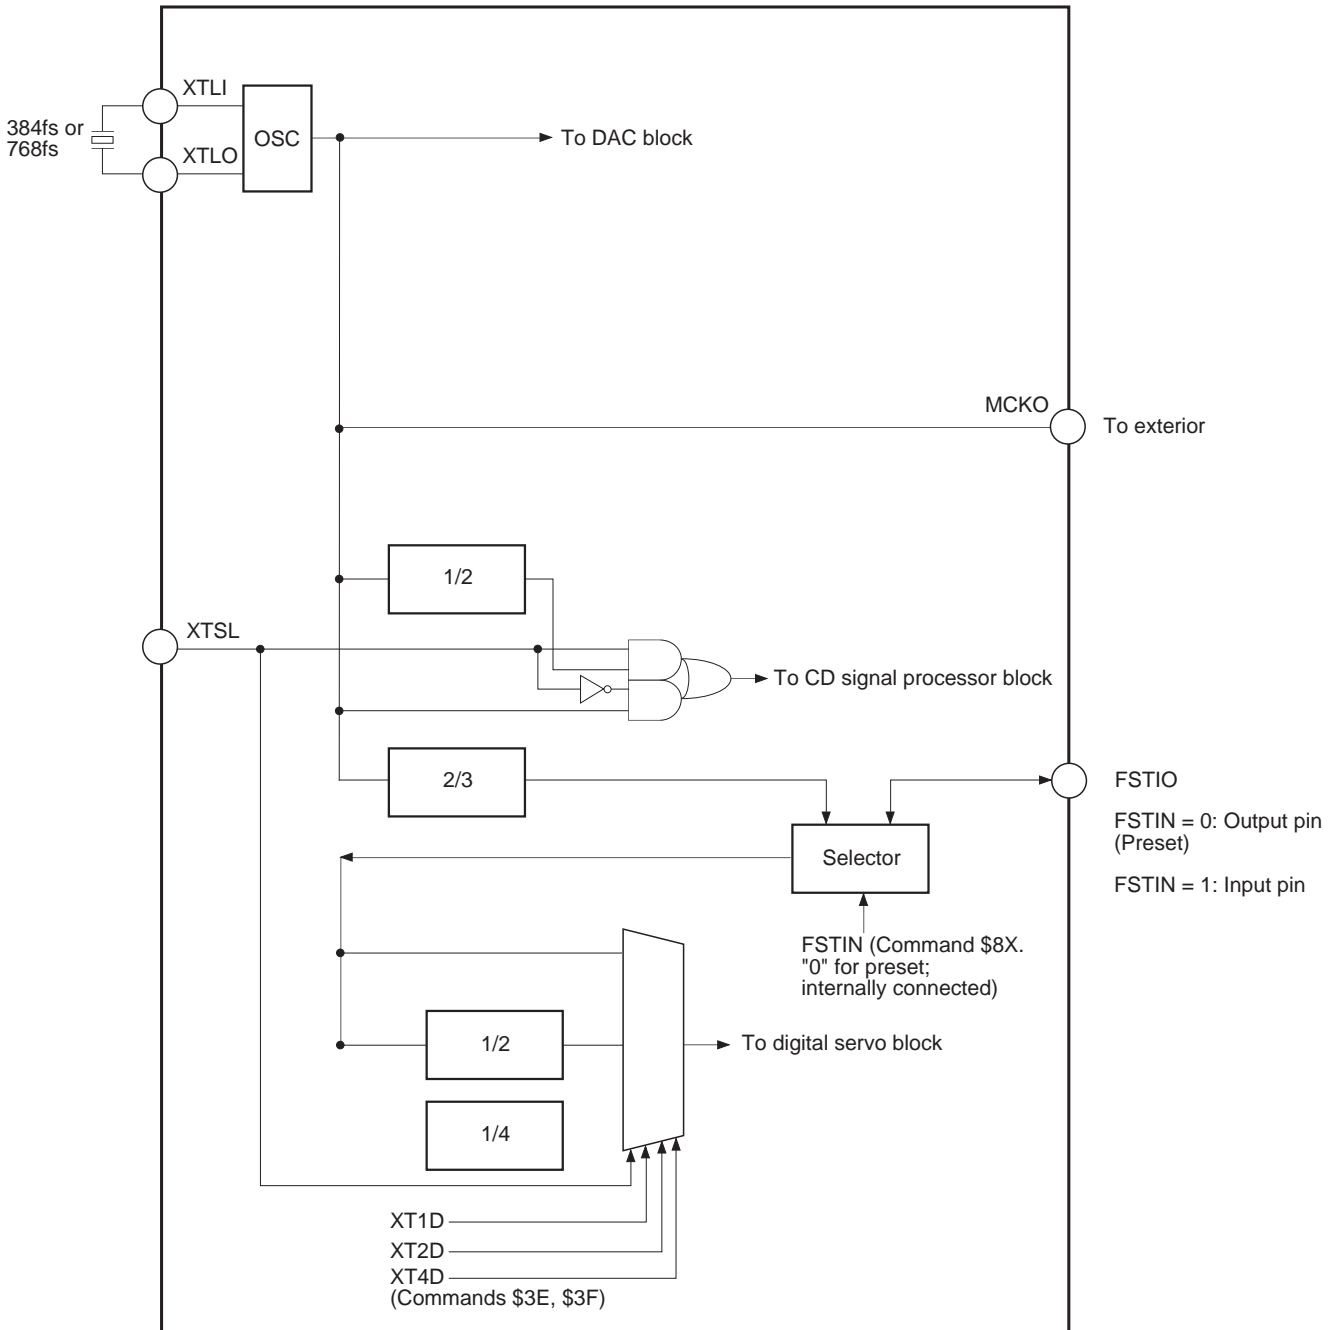 XTLI
384fs or
768fs
OSC
To DAC block
XTLO
MCKO
To exterior
1/2
XTSL
To CD signal processor block
2/3
FSTIO
FSTIN = 0: Output pin
(Preset)
FSTIN = 1: Input pin
Selector
FSTIN (Command $8X.
"0" for preset;
internally connected)
1/2
To digital servo block
1/4
XT1D
XT2D
XT4D
(Commands $3E, $3F)